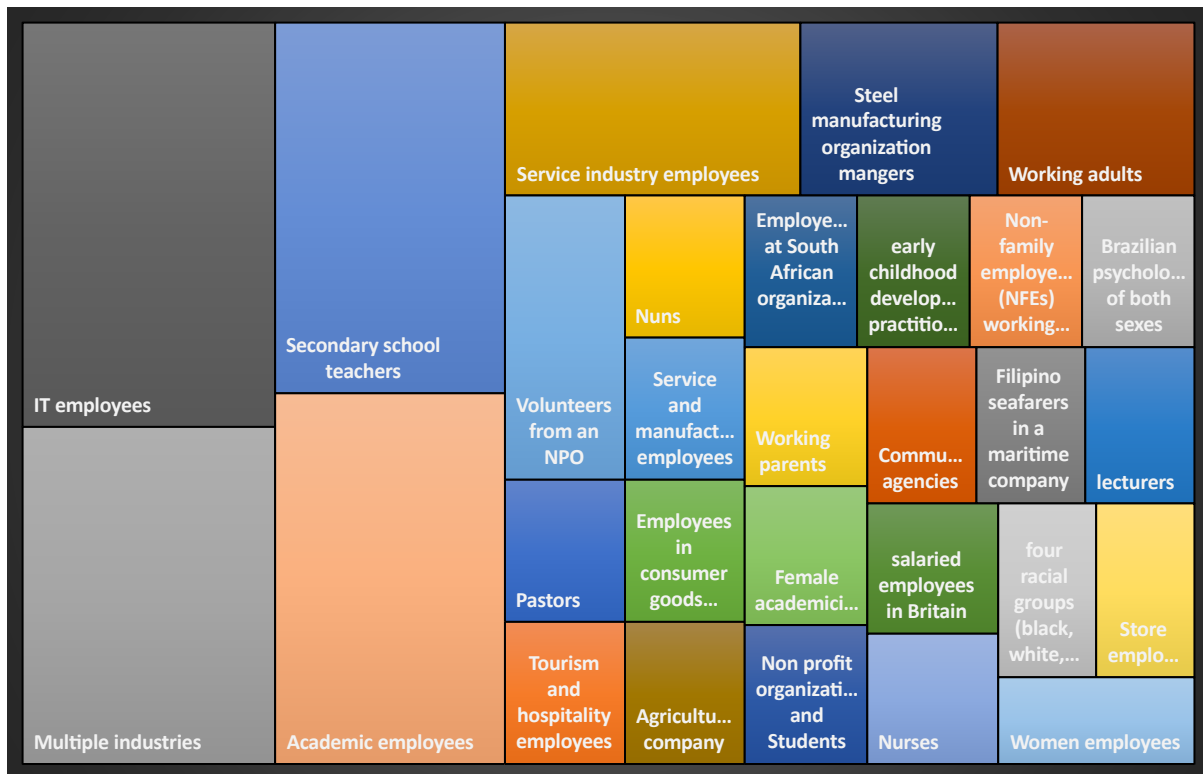 IT employees
Multiple industries
Secondary school
teachers
Academic employees
Service industry employees
Steel
manufacturing
organization
mangers
Working adults
Volunteers
from an
NPO
Nuns
Employe...
at South
African
organiza...
early
childhood
develop...
practitio...
Non-
family
employe...
(NFEs)
working...
Brazilian
psycholo...
of both
sexes
Service
and
manufact...
employees
Working
parents
Commu...
agencies
Filipino
seafarers
in a
maritime
company
lecturers
Pastors
Employees
in
consumer
goods...
Female
academici...
salaried
employees
in Britain
four
racial
groups
(black,
white,...
Store
emplo...
Tourism
and
hospitality
employees
Agricultu...
company
Non profit
organizati...
and
Students
Nurses
Women employees